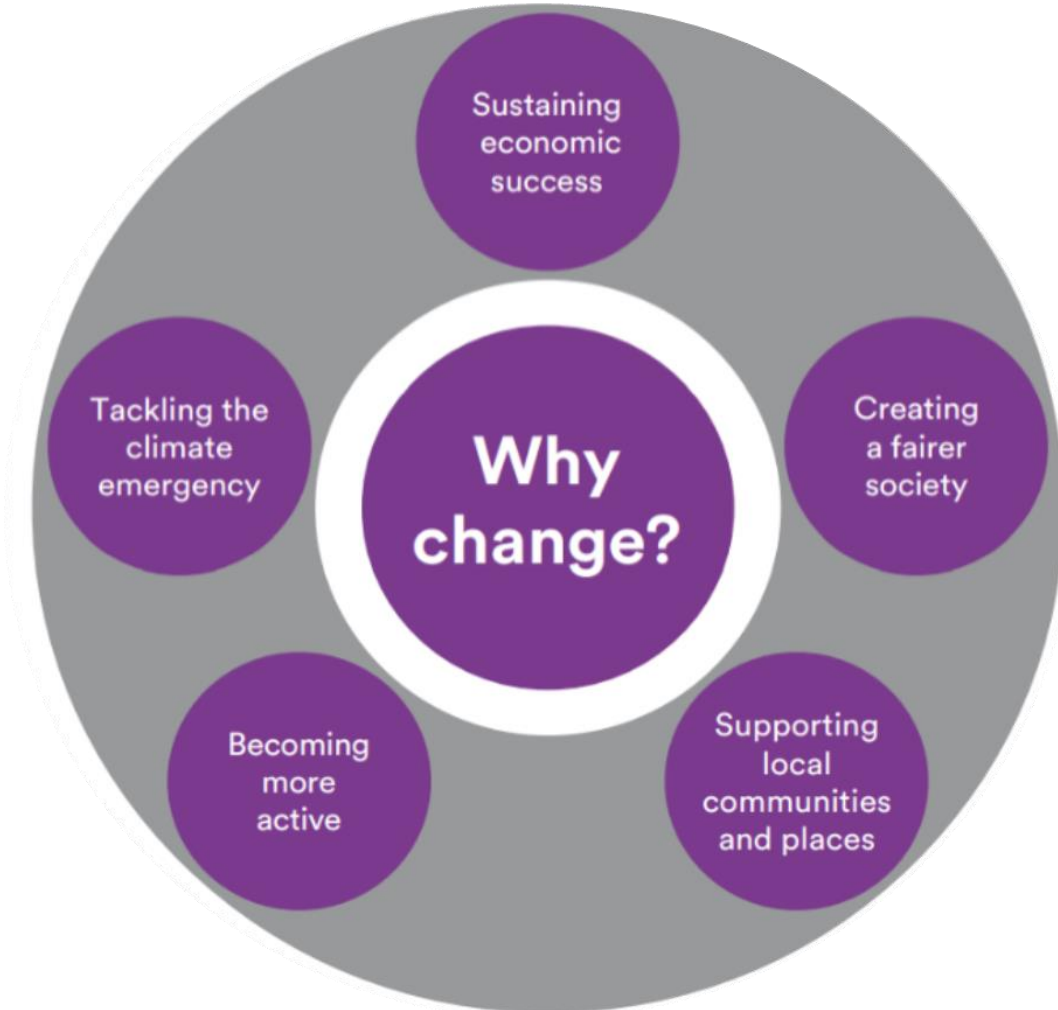 Sustaining
economic
success
Tackling the
climate
emergency
Why
change?
Creating
a fairer
society
Becoming
more
active
Supporting
local
communities
and places